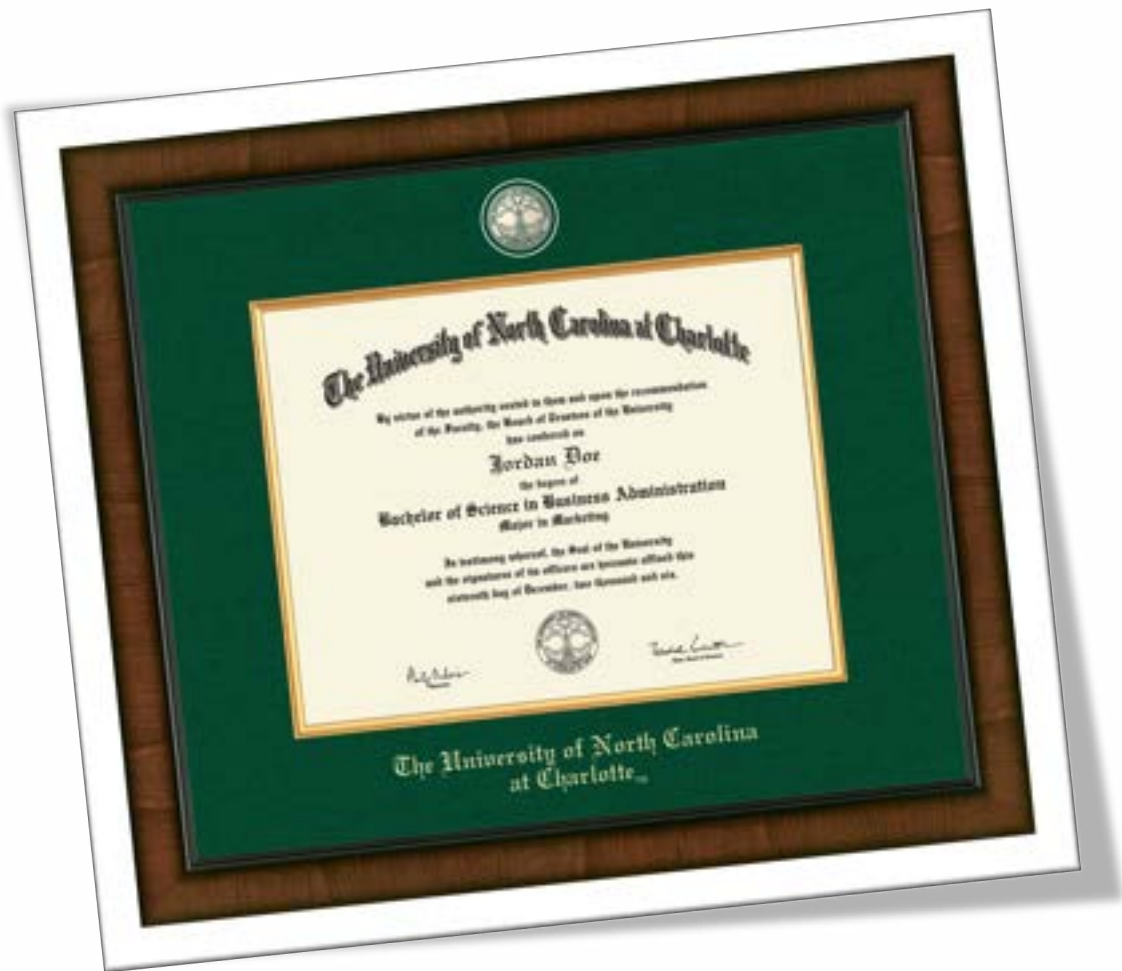 The University of North Carolina at Charlotte
By virtue of the authority vested in them and upon the recommendation
of the Faculty, the Board of Trustees of the University
has conferred on
Jordan Doe
the degree of
Bachelor of Science in Business Administration
Major in Marketing
In testimony whereof, the Seal of the University
and the signatures of its officers are hereunto affixed this
sixteenth day of December, two thousand and six.
The University of North Carolina
at Charlotte™